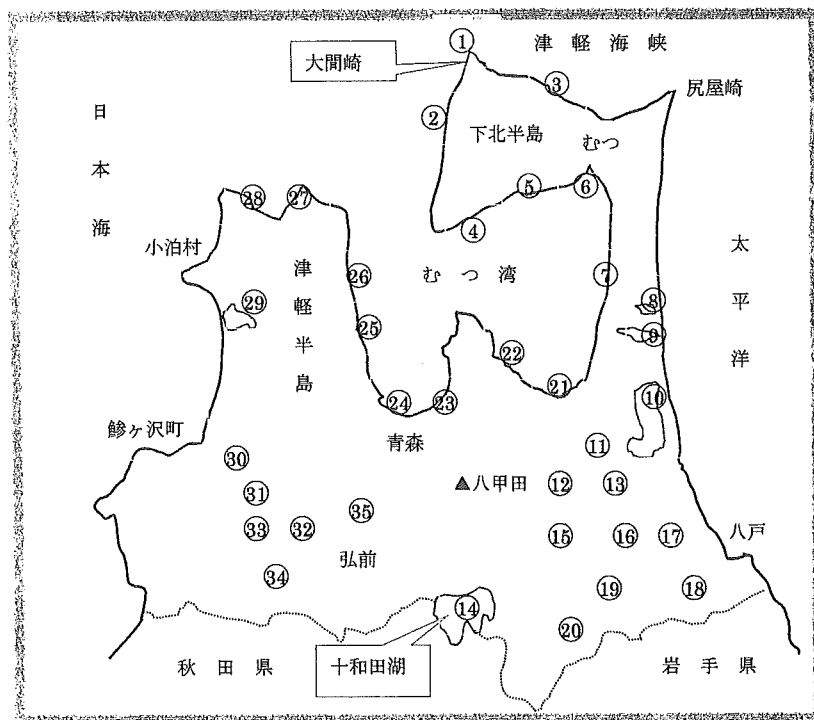 ①
津軽海峡
大間崎
③
尻屋崎
日本海
②
下北半島
むつ
⑤
⑥
㉘
㉗
④
太平洋
小泊村
津軽半島
㉖
むつ湾
⑦
㉙
⑧
㉕
⑨
㉒
㉑
㉔
㉓
⑩
鰺ヶ沢町
青森
⑪
㉚
▲八甲田
⑫
⑬
㉛
㉟
㉝
㉜
⑮
⑯
⑰
八戸
弘前
㉞
⑭
⑲
⑱
⑳
秋田県
十和田湖
岩手県